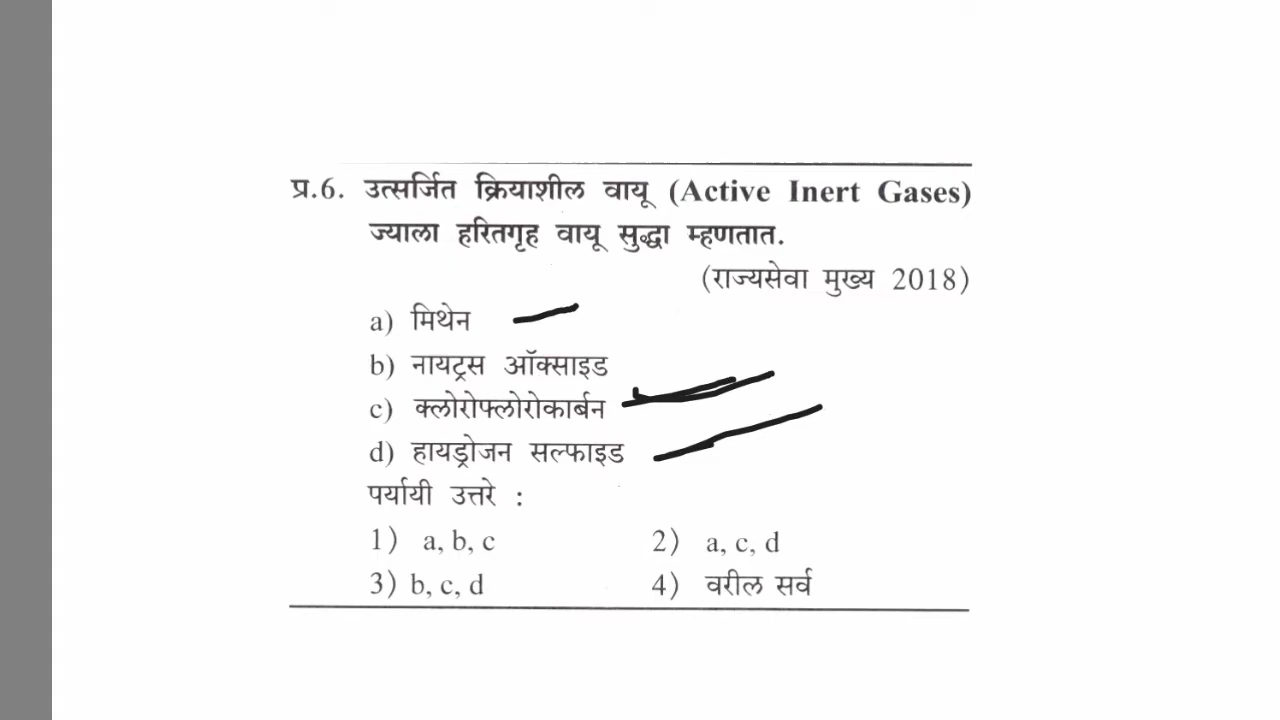 प्र.6. उत्सर्जित क्रियाशील वायू (Active Inert Gases)
ज्याला हरितगृह वायू सुद्धा म्हणतात.
(राज्यसेवा मुख्य 2018)
a) मिथेन
b) नायट्रस ऑक्साइड
c) क्लोरोफ्लोरोकार्बन
d) हायड्रोजन सल्फाइड
पर्यायी उत्तरे :
1) a, b, c 2) a, c, d
3) b, c, d 4) वरील सर्व